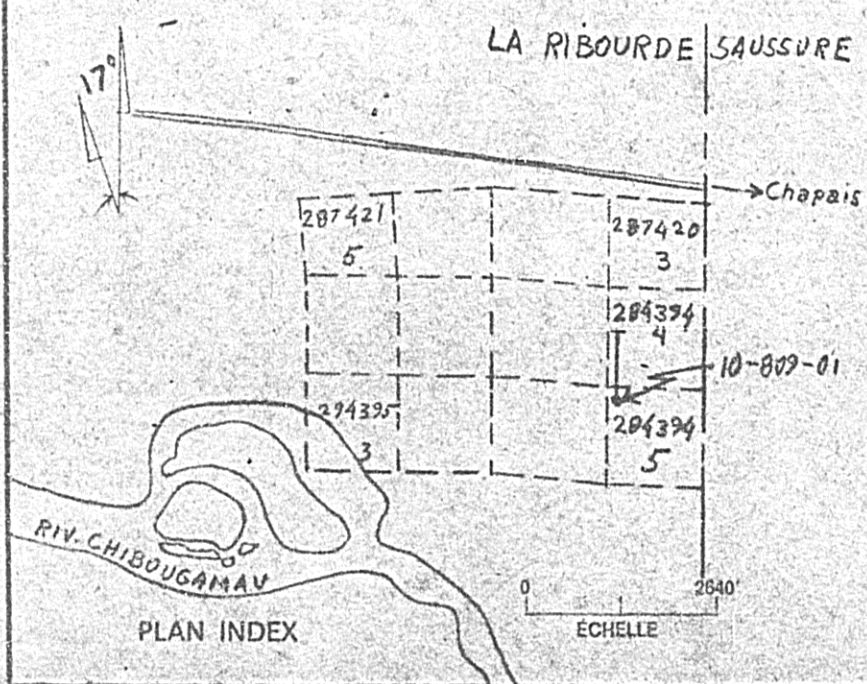 LA RIBOURDE SAUSSURE
17°
Chapais
287421
5
287420
3
284394
4
10-809-01
294395
3
284394
5
RIV. CHIBOUGAMAU
0 2640'
ÉCHELLE
PLAN INDEX